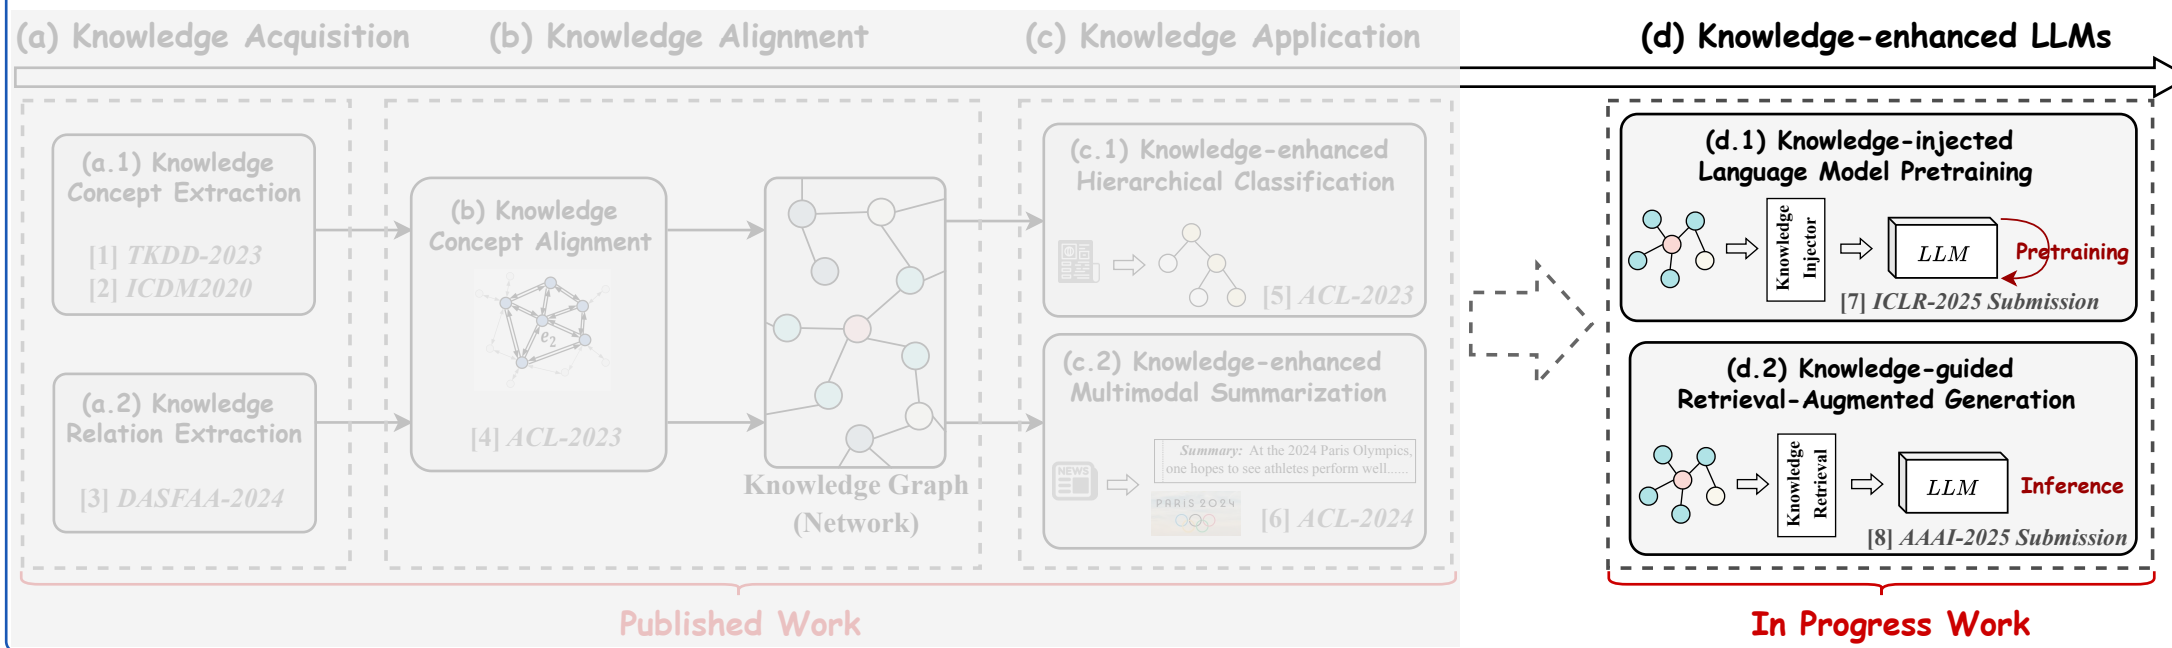 (a) Knowledge Acquisition
(b) Knowledge Alignment
(c) Knowledge Application
(d) Knowledge-enhanced LLMs
(a.1) Knowledge
Concept Extraction
[1] TKDD-2023
[2] ICDM2020
(a.2) Knowledge
Relation Extraction
[3] DASFAA-2024
(b) Knowledge
Concept Alignment
e2
[4] ACL-2023
Knowledge Graph
(Network)
(c.1) Knowledge-enhanced
Hierarchical Classification
[5] ACL-2023
(c.2) Knowledge-enhanced
Multimodal Summarization
NEWS
Summary: At the 2024 Paris Olympics,
one hopes to see athletes perform well......
PARIS 2024
[6] ACL-2024
Published Work
(d.1) Knowledge-injected
Language Model Pretraining
Knowledge
Injector
LLM
Pretraining
[7] ICLR-2025 Submission
(d.2) Knowledge-guided
Retrieval-Augmented Generation
Knowledge
Retrieval
LLM
Inference
[8] AAAI-2025 Submission
In Progress Work